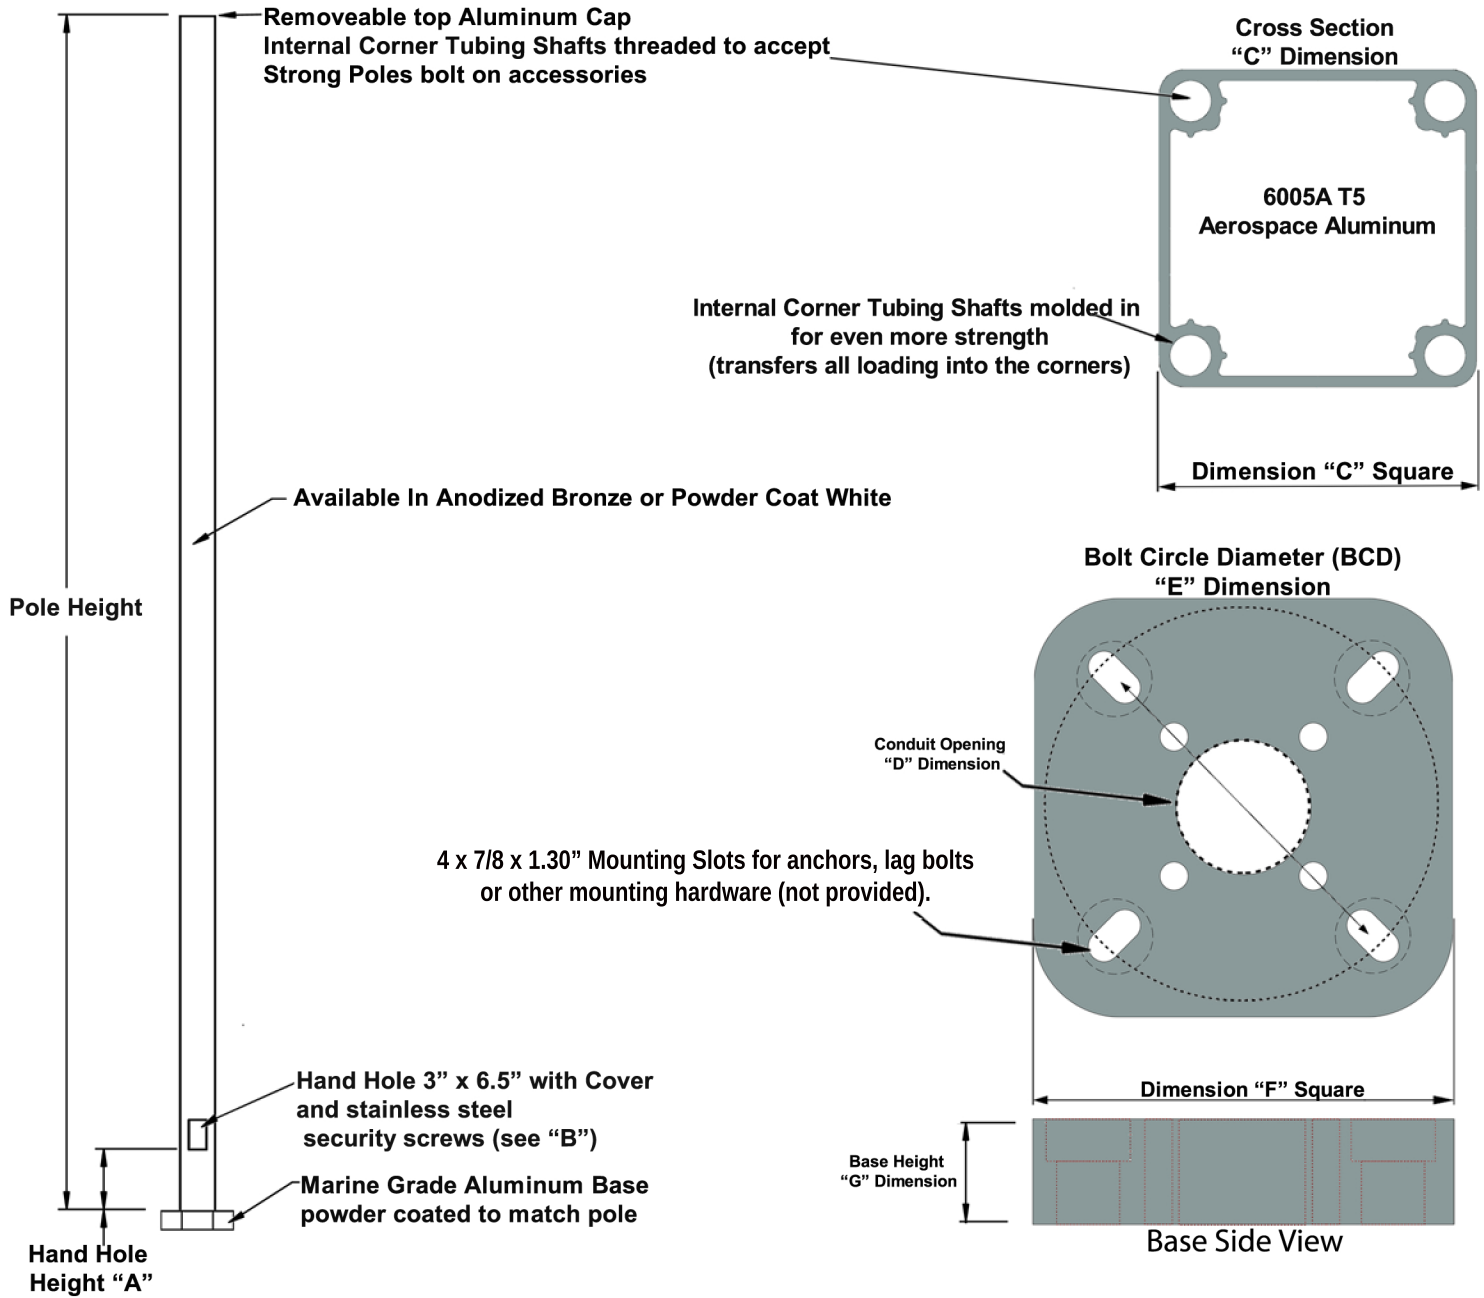 Removeable top Aluminum Cap
Internal Corner Tubing Shafts threaded to accept
Strong Poles bolt on accessories
Cross Section
“C” Dimension
6005A T5
Aerospace Aluminum
Internal Corner Tubing Shafts molded in
for even more strength
(transfers all loading into the corners)
Dimension “C” Square
Available In Anodized Bronze or Powder Coat White
Pole Height
Bolt Circle Diameter (BCD)
“E” Dimension
Conduit Opening
“D” Dimension
4 x 7/8 x 1.30” Mounting Slots for anchors, lag bolts
or other mounting hardware (not provided).
Hand Hole 3” x 6.5” with Cover
and stainless steel
security screws (see “B”)
Marine Grade Aluminum Base
powder coated to match pole
Hand Hole
Height “A”
Dimension “F” Square
Base Height
“G” Dimension
Base Side View